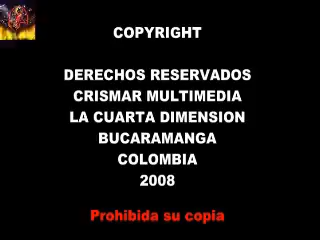 COPYRIGHT
DERECHOS RESERVADOS
CRISMAR MULTIMEDIA
LA CUARTA DIMENSION
BUCARAMANGA
COLOMBIA
2008
Prohibida su copia